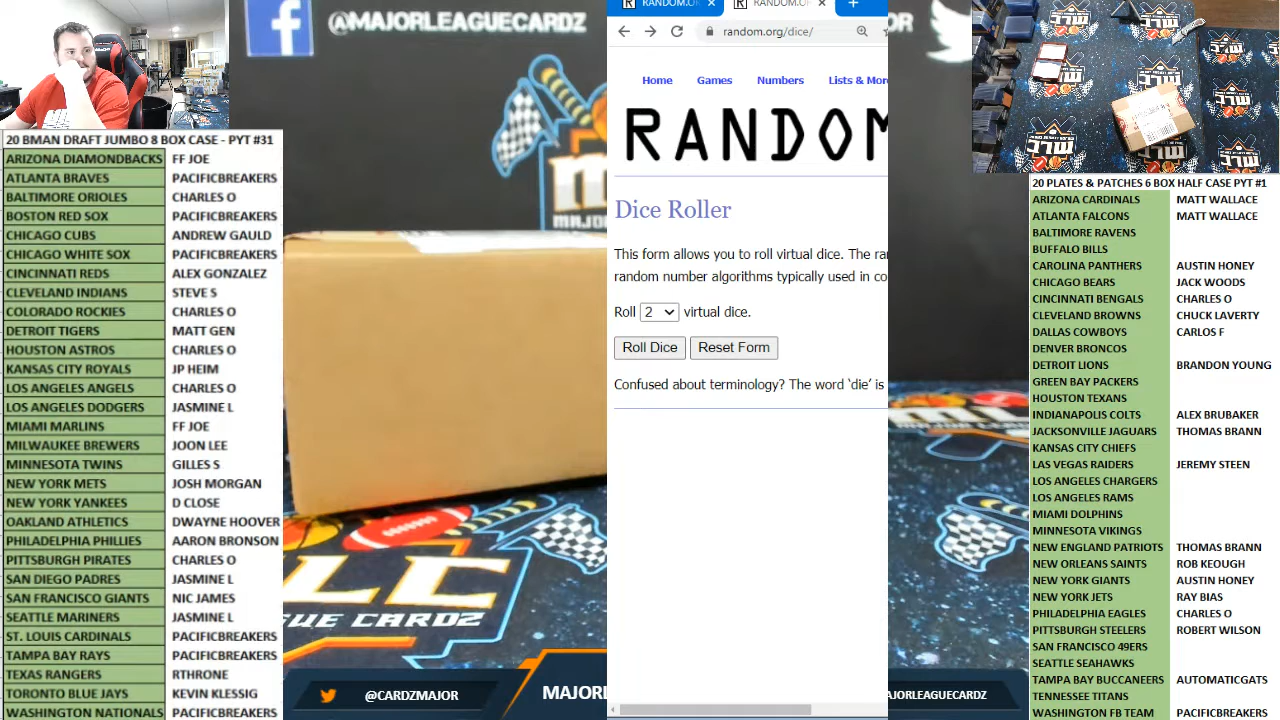 @MAJORLEAGUECARDZ
20 BMAN DRAFT JUMBO 8 BOX CASE - PYT #31
ARIZONA DIAMONDBACKS FF JOE
ATLANTA BRAVES PACIFICBREAKERS
BALTIMORE ORIOLES CHARLES O
BOSTON RED SOX PACIFICBREAKERS
CHICAGO CUBS ANDREW GAULD
CHICAGO WHITE SOX PACIFICBREAKERS
CINCINNATI REDS ALEX GONZALEZ
CLEVELAND INDIANS STEVE S
COLORADO ROCKIES CHARLES O
DETROIT TIGERS MATT GEN
HOUSTON ASTROS CHARLES O
KANSAS CITY ROYALS JP HEIM
LOS ANGELES ANGELS CHARLES O
LOS ANGELES DODGERS JASMINE L
MIAMI MARLINS FF JOE
MILWAUKEE BREWERS JOON LEE
MINNESOTA TWINS GILLES S
NEW YORK METS JOSH MORGAN
NEW YORK YANKEES D CLOSE
OAKLAND ATHLETICS DWAYNE HOOVER
PHILADELPHIA PHILLIES AARON BRONSON
PITTSBURGH PIRATES CHARLES O
SAN DIEGO PADRES JASMINE L
SAN FRANCISCO GIANTS NIC JAMES
SEATTLE MARINERS JASMINE L
ST. LOUIS CARDINALS PACIFICBREAKERS
TAMPA BAY RAYS PACIFICBREAKERS
TEXAS RANGERS RTHRONE
TORONTO BLUE JAYS KEVIN KLESSIG
WASHINGTON NATIONALS PACIFICBREAKERS
@CARDZMAJOR
MAJORL
RANDOM.OR
RANDOM.OR
random.org/dice/
Home Games Numbers Lists & More
RANDOM
Dice Roller
This form allows you to roll virtual dice. The ran
random number algorithms typically used in co
Roll 2 virtual dice.
Roll Dice Reset Form
Confused about terminology? The word ‘die’ is
AJORLEAGUECARDZ
20 PLATES & PATCHES 6 BOX HALF CASE PYT #1
ARIZONA CARDINALS MATT WALLACE
ATLANTA FALCONS MATT WALLACE
BALTIMORE RAVENS
BUFFALO BILLS
CAROLINA PANTHERS AUSTIN HONEY
CHICAGO BEARS JACK WOODS
CINCINNATI BENGALS CHARLES O
CLEVELAND BROWNS CHUCK LAVERTY
DALLAS COWBOYS CARLOS F
DENVER BRONCOS
DETROIT LIONS BRANDON YOUNG
GREEN BAY PACKERS
HOUSTON TEXANS
INDIANAPOLIS COLTS ALEX BRUBAKER
JACKSONVILLE JAGUARS THOMAS BRANN
KANSAS CITY CHIEFS
LAS VEGAS RAIDERS JEREMY STEEN
LOS ANGELES CHARGERS
LOS ANGELES RAMS
MIAMI DOLPHINS
MINNESOTA VIKINGS
NEW ENGLAND PATRIOTS THOMAS BRANN
NEW ORLEANS SAINTS ROB KEOUGH
NEW YORK GIANTS AUSTIN HONEY
NEW YORK JETS RAY BIAS
PHILADELPHIA EAGLES CHARLES O
PITTSBURGH STEELERS ROBERT WILSON
SAN FRANCISCO 49ERS
SEATTLE SEAHAWKS
TAMPA BAY BUCCANEERS AUTOMATICGATS
TENNESSEE TITANS
WASHINGTON FB TEAM PACIFICBREAKERS